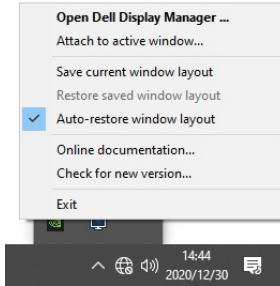 Open Dell Display Manager ...
Attach to active window...
Save current window layout
Restore saved window layout
Auto-restore window layout
Online documentation...
Check for new version...
Exit
14:44
2020/12/30